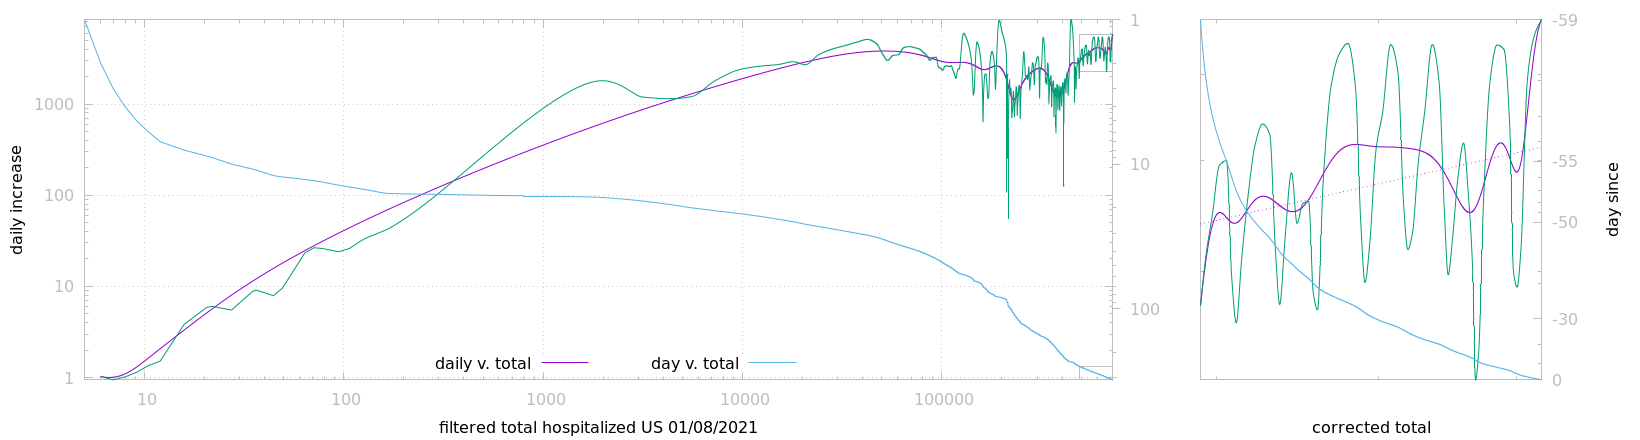 daily increase
1000
100
10
1
10
100
1000
10000
100000
1
10
100
daily v. total
day v. total
filtered total hospitalized US 01/08/2021
-59
-55
-50
-30
0
day since
corrected total